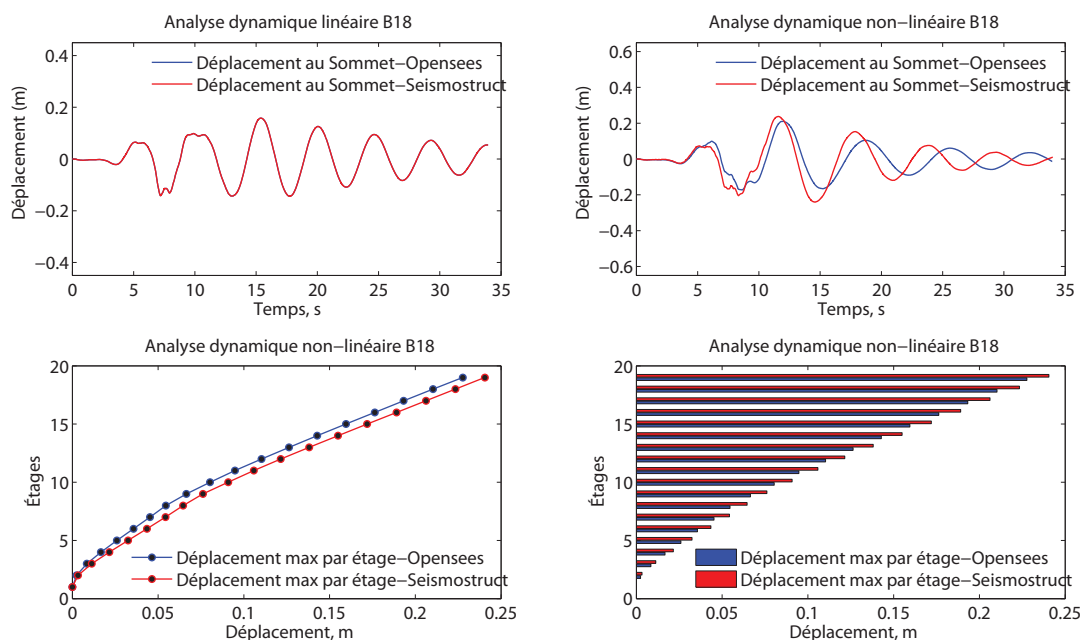 Analyse dynamique linéaire B18
Déplacement (m)
0.4
0.2
0
−0.2
−0.4
Déplacement au Sommet−Opensees
Déplacement au Sommet−Seismostruct
0 5 10 15 20 25 30 35
Temps, s
Analyse dynamique non−linéaire B18
Déplacement (m)
0.6
0.4
0.2
0
−0.2
−0.4
−0.6
Déplacement au Sommet−Opensees
Déplacement au Sommet−Seismostruct
0 5 10 15 20 25 30 35
Temps, s
Analyse dynamique non−linéaire B18
Étages
20
15
10
5
0
Déplacement max par étage−Opensees
Déplacement max par étage−Seismostruct
0 0.05 0.1 0.15 0.2 0.25
Déplacement, m
Analyse dynamique non−linéaire B18
Étages
20
15
10
5
0
Déplacement max par étage−Opensees
Déplacement max par étage−Seismostruct
0 0.05 0.1 0.15 0.2 0.25
Déplacement, m